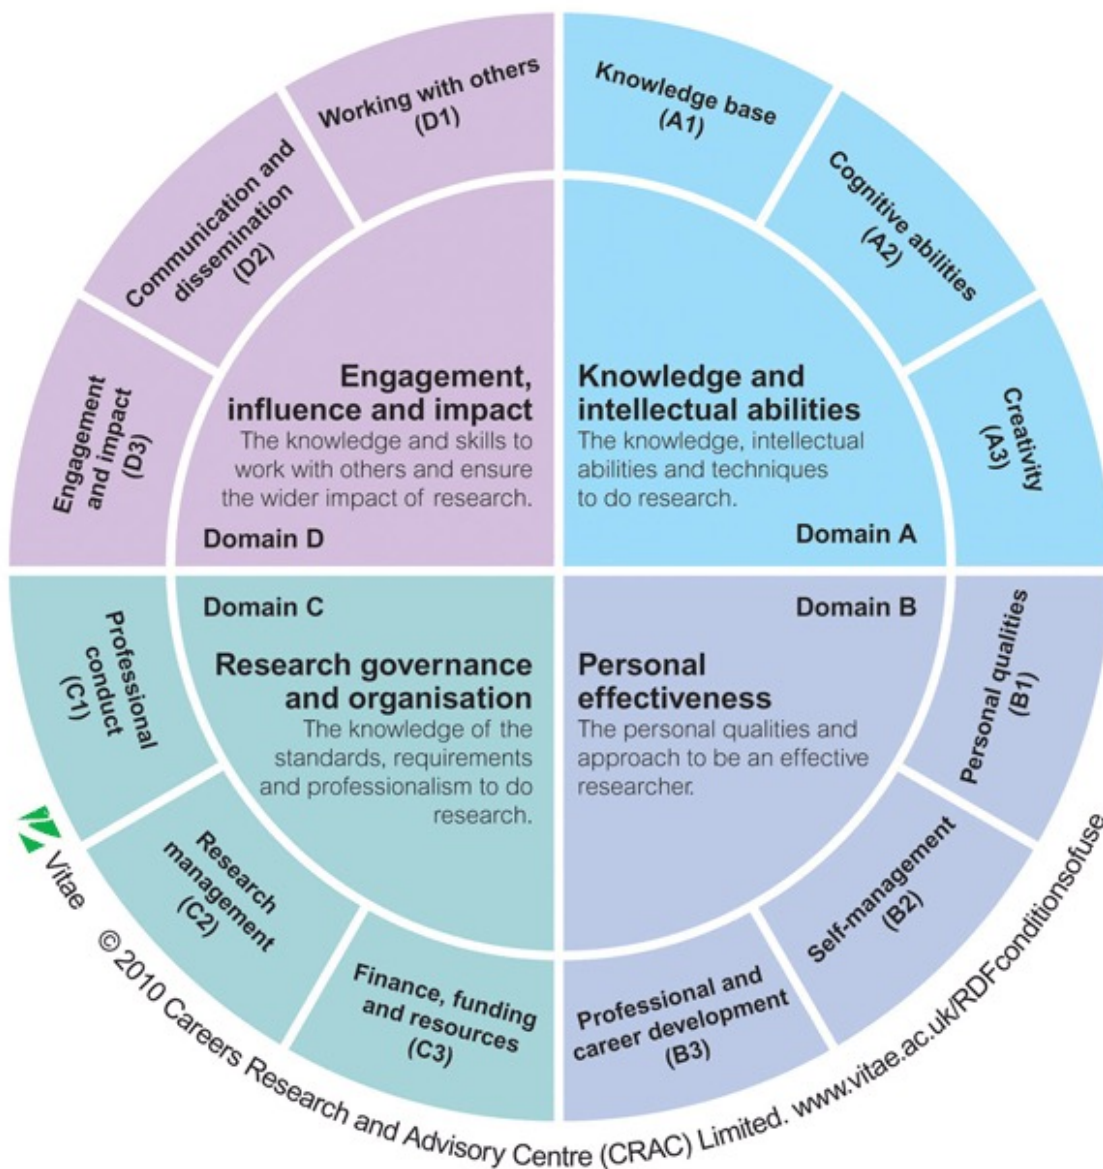 Working with others
(D1)
Knowledge base
(A1)
Communication and
dissemination
(D2)
Cognitive abilities
(A2)
Engagement
and impact
(D3)
Creativity
(A3)
Engagement,
influence and impact
The knowledge and skills to
work with others and ensure
the wider impact of research.
Domain D
Knowledge and
intellectual abilities
The knowledge, intellectual
abilities and techniques
to do research.
Domain A
Domain C
Research governance
and organisation
The knowledge of the
standards, requirements
and professionalism to do
research.
Domain B
Personal
effectiveness
The personal qualities and
approach to be an effective
researcher.
Professional
conduct
(C1)
Personal qualities
(B1)
Research
management
(C2)
Self-management
(B2)
Finance, funding
and resources
(C3)
Professional and
career development
(B3)
Vitae © 2010 Careers Research and Advisory Centre (CRAC) Limited. www.vitae.ac.uk/RDFconditionsofuse